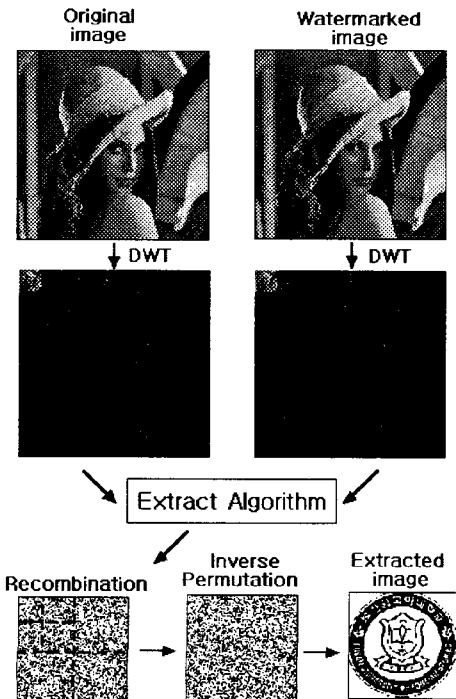 Original
image
Watermarked
image
DWT
DWT
Extract Algorithm
Recombination
Inverse
Permutation
Extracted
image